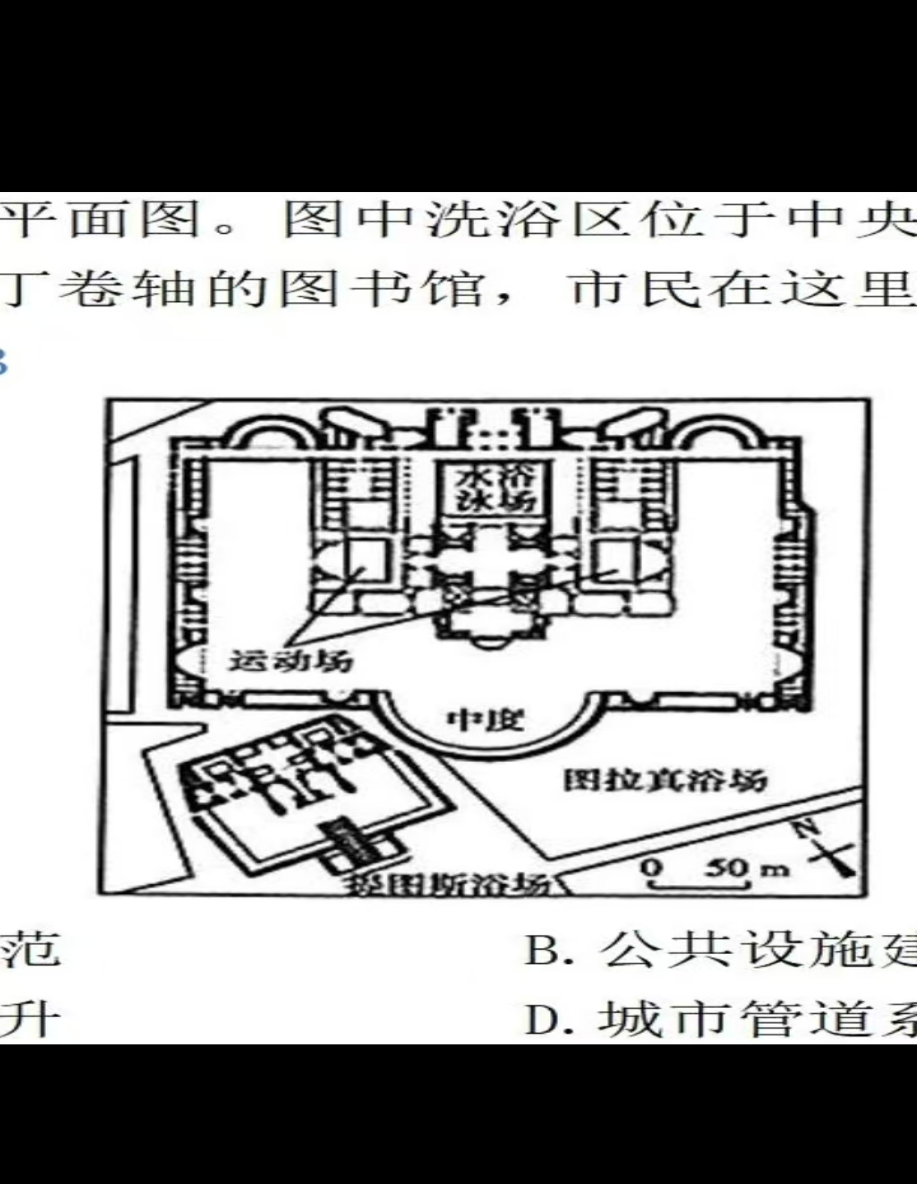 平面图。图中洗浴区位于中央
丁卷轴的图书馆，市民在这里
水浴
泳场
运动场
中度
图拉真浴场
N
0 50 m
提图斯浴场
范
B. 公共设施建
升
D. 城市管道系